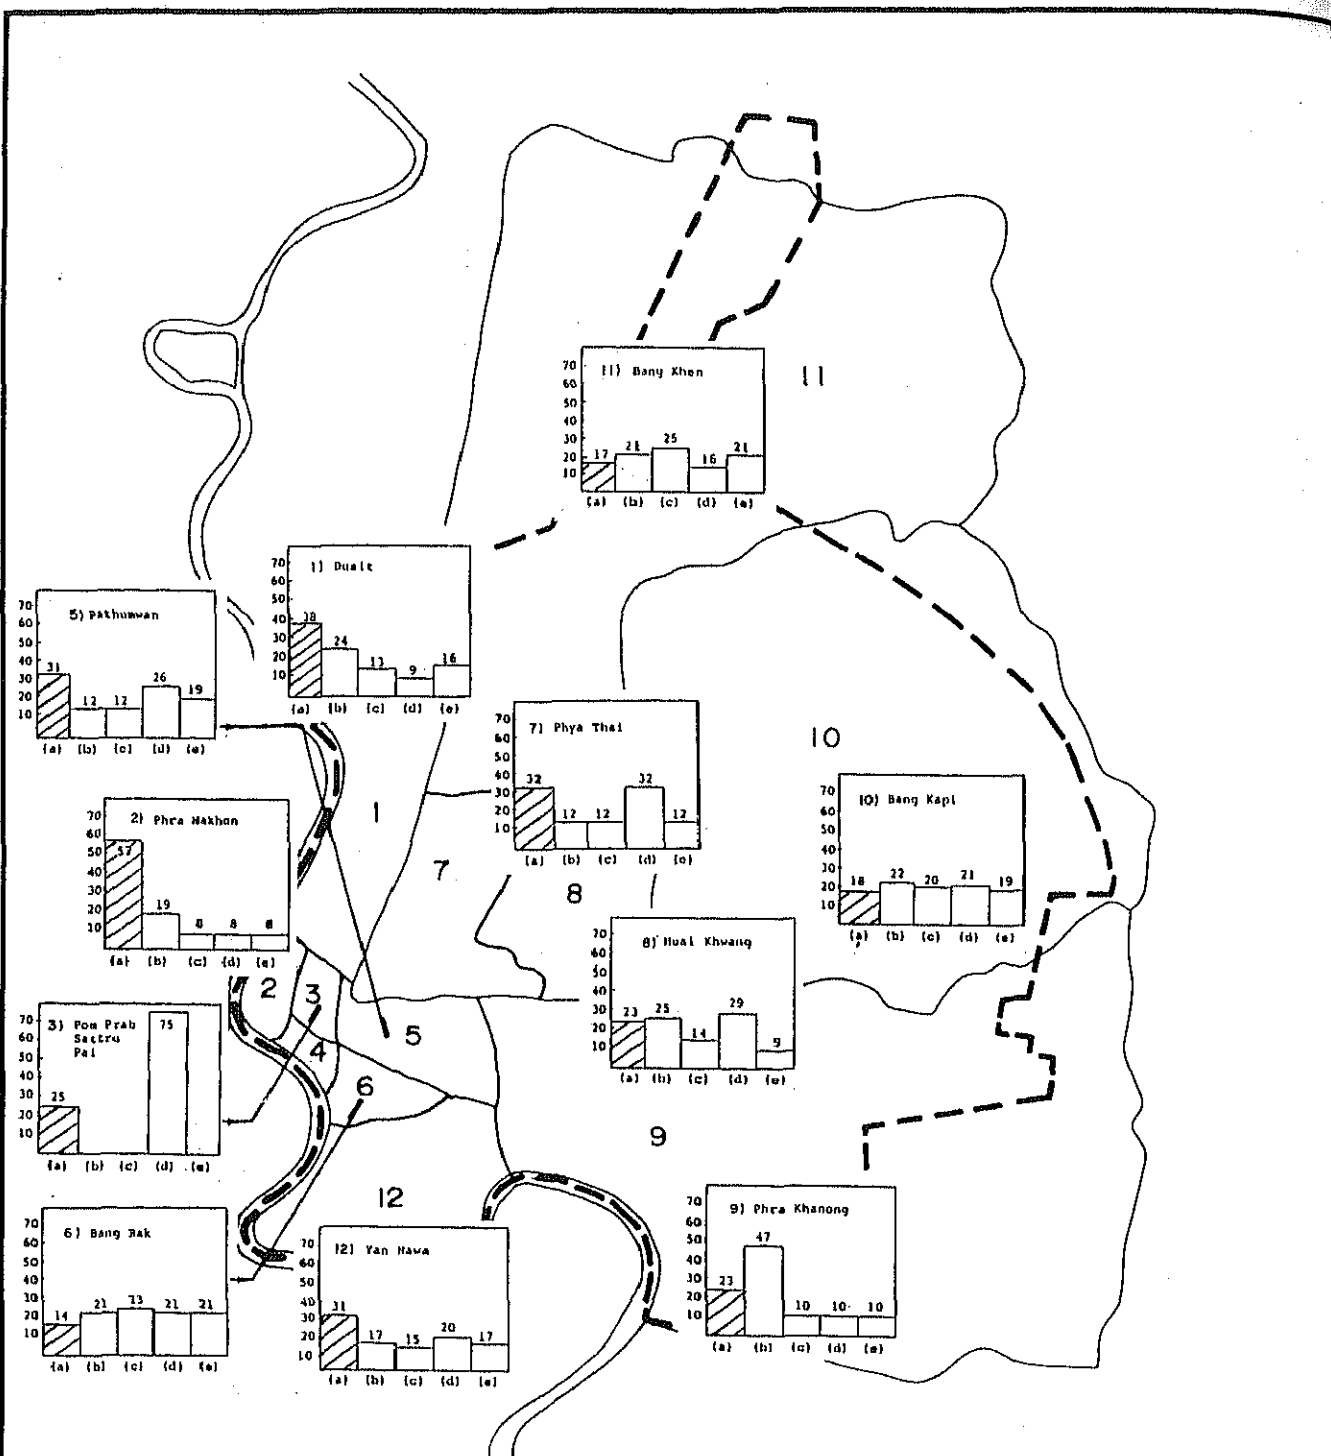 11) Bang Khen
70
60
50
40
30
20
10
17 21 25 16 21
(a) (b) (c) (d) (e)
11
1) Dusit
70
60
50
40
30
20
10
38 24 13 9 16
(a) (b) (c) (d) (e)
5) Pathumwan
70
60
50
40
30
20
10
31 12 12 26 19
(a) (b) (c) (d) (e)
7) Phya Thai
70
60
50
40
30
20
10
32 12 12 32 12
(a) (b) (c) (d) (e)
10
10) Bang Kapi
70
60
50
40
30
20
10
18 22 20 21 19
(a) (b) (c) (d) (e)
1
7
8
2) Phra Nakhon
70
60
50
40
30
20
10
57 19 8 8 8
(a) (b) (c) (d) (e)
8) Huai Khwang
70
60
50
40
30
20
10
23 25 14 29 9
(a) (b) (c) (d) (e)
2
3
5
4
6
3) Pom Prab
Sattru
Pai
70
60
50
40
30
20
10
25 75
(a) (b) (c) (d) (e)
9
12
6) Bang Rak
70
60
50
40
30
20
10
14 21 23 21 21
(a) (b) (c) (d) (e)
12) Yan Nawa
70
60
50
40
30
20
10
31 17 15 20 17
(a) (b) (c) (d) (e)
9) Phra Khanong
70
60
50
40
30
20
10
23 47 10 10 10
(a) (b) (c) (d) (e)